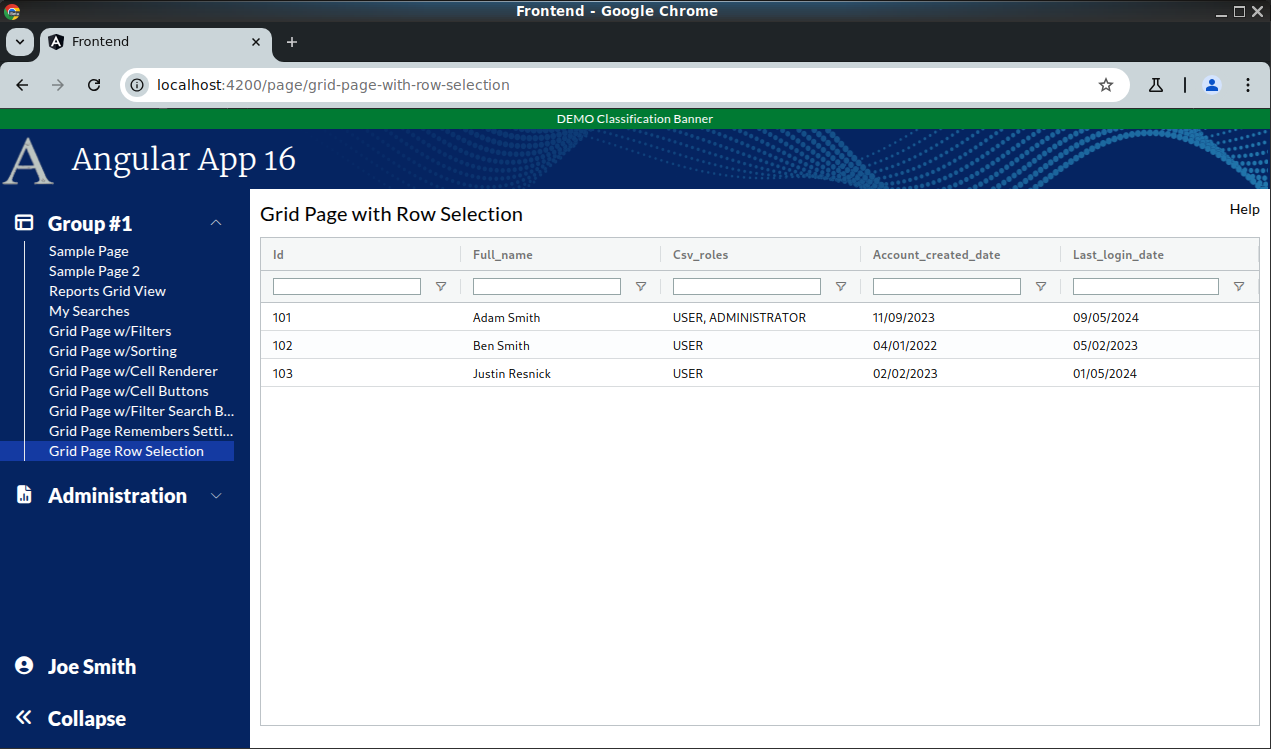 Frontend - Google Chrome
Frontend
localhost:4200/page/grid-page-with-row-selection
DEMO Classification Banner
A Angular App 16
Group #1
Sample Page
Sample Page 2
Reports Grid View
My Searches
Grid Page w/Filters
Grid Page w/Sorting
Grid Page w/Cell Renderer
Grid Page w/Cell Buttons
Grid Page w/Filter Search B...
Grid Page Remembers Setti...
Grid Page Row Selection
Administration
Joe Smith
Collapse
Grid Page with Row Selection
Help
Id Full_name Csv_roles Account_created_date Last_login_date
101 Adam Smith USER, ADMINISTRATOR 11/09/2023 09/05/2024
102 Ben Smith USER 04/01/2022 05/02/2023
103 Justin Resnick USER 02/02/2023 01/05/2024